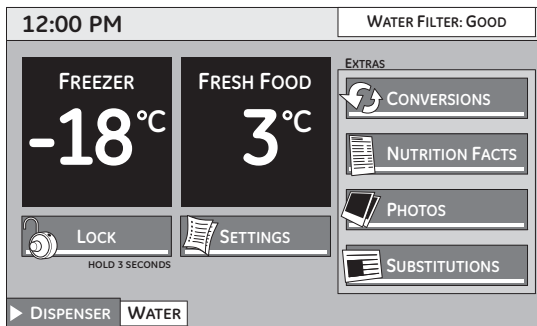 12:00 PM
WATER FILTER: GOOD
EXTRAS
FREEZER
-18°C
FRESH FOOD
3°C
CONVERSIONS
NUTRITION FACTS
PHOTOS
SUBSTITUTIONS
LOCK
HOLD 3 SECONDS
SETTINGS
DISPENSER
WATER